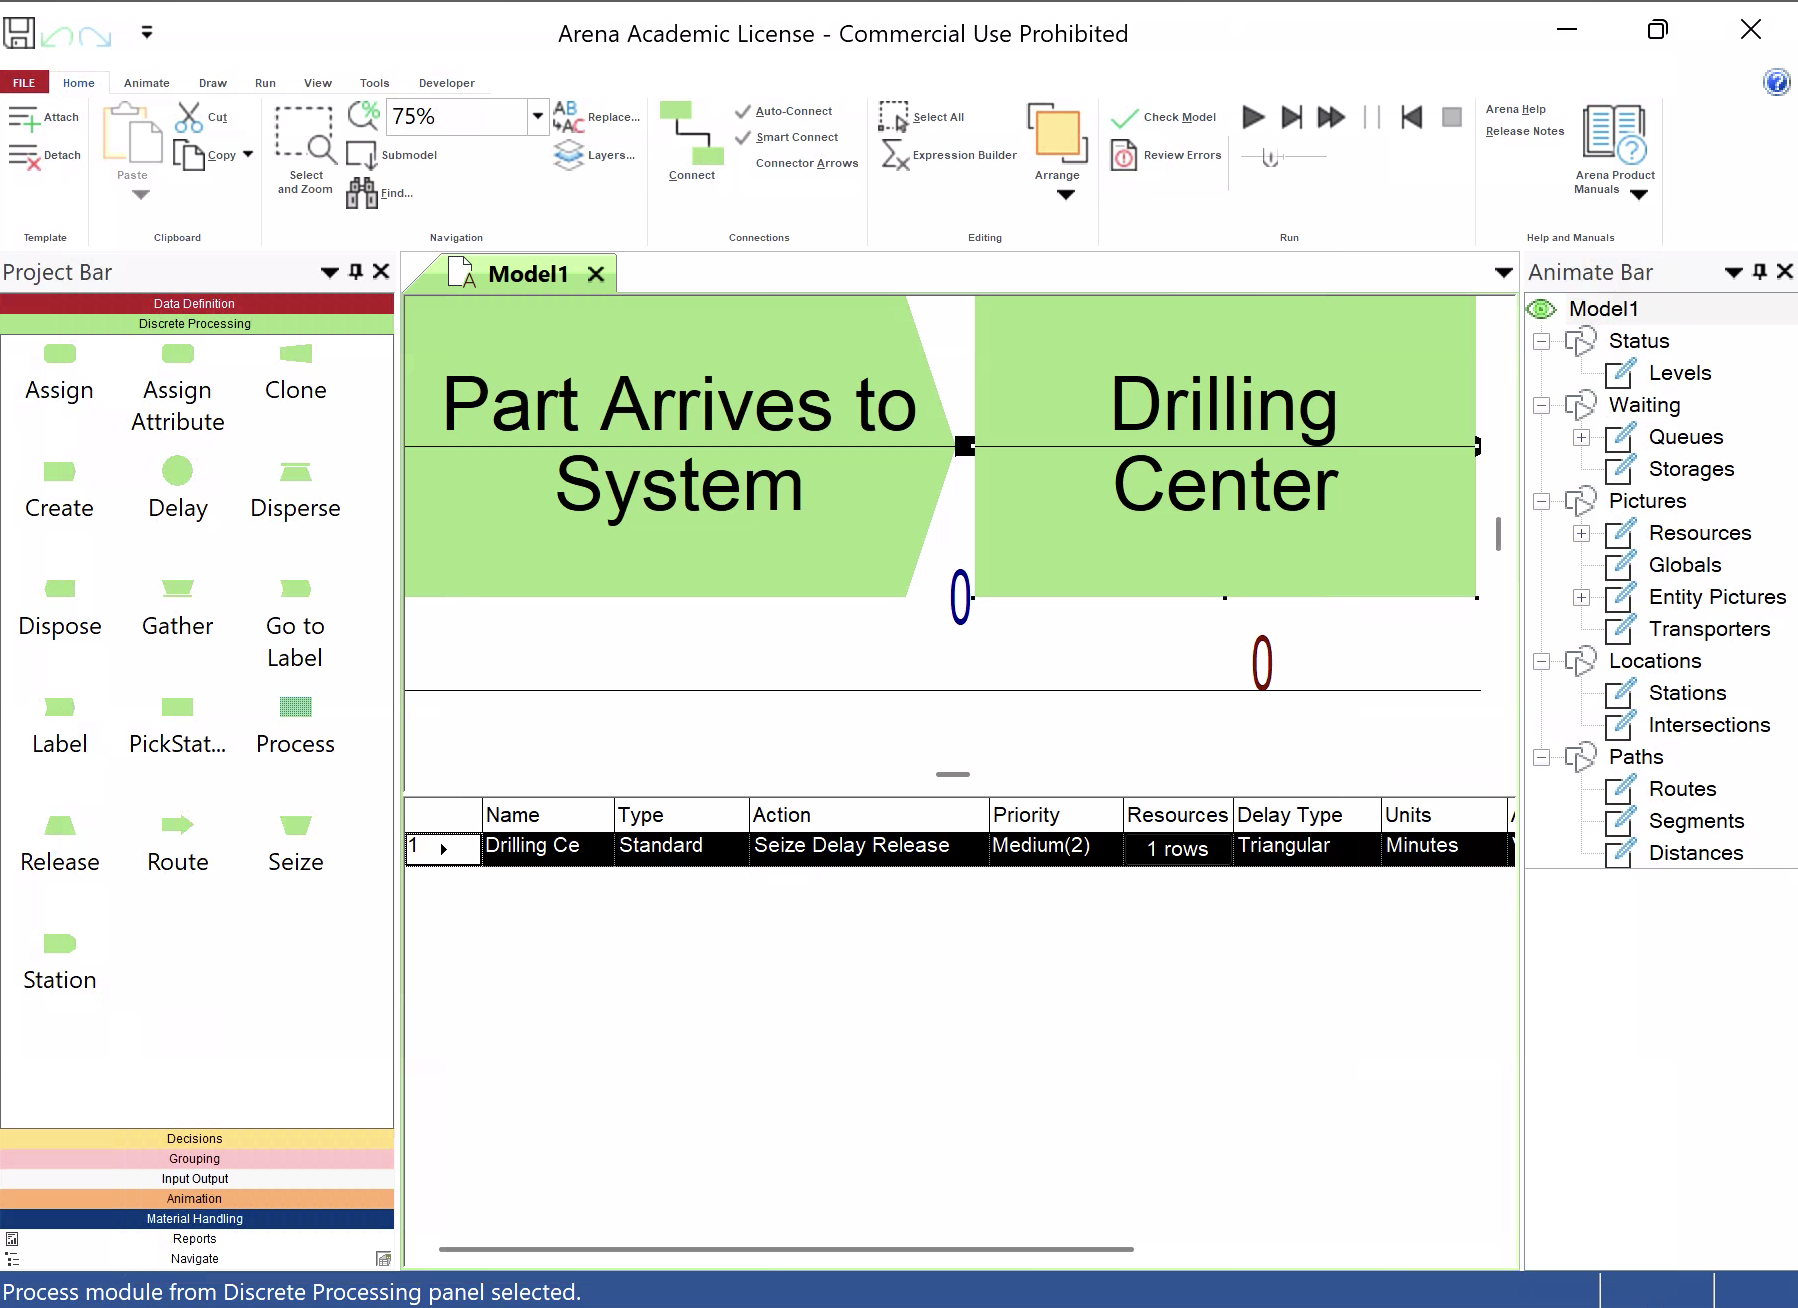 Arena Academic License - Commercial Use Prohibited
FILE
Home
Animate
Draw
Run
View
Tools
Developer
Attach
Detach
Template
Paste
Cut
Copy
Clipboard
Select
and Zoom
75%
Submodel
Find...
Replace...
Layers...
Navigation
Connect
Auto-Connect
Smart Connect
Connector Arrows
Connections
Select All
Expression Builder
Arrange
Editing
Check Model
Review Errors
Run
Arena Help
Release Notes
Arena Product
Manuals
Help and Manuals
Project Bar
Data Definition
Discrete Processing
Assign
Assign
Attribute
Clone
Create
Delay
Disperse
Dispose
Gather
Go to
Label
Label
PickStat...
Process
Release
Route
Seize
Station
Decisions
Grouping
Input Output
Animation
Material Handling
Reports
Navigate
Model1
Part Arrives to
System
Drilling
Center
0
0
Name Type Action Priority Resources Delay Type Units
1 Drilling Ce Standard Seize Delay Release Medium(2) 1 rows Triangular Minutes
Animate Bar
Model1
Status
Levels
Waiting
Queues
Storages
Pictures
Resources
Globals
Entity Pictures
Transporters
Locations
Stations
Intersections
Paths
Routes
Segments
Distances
Process module from Discrete Processing panel selected.